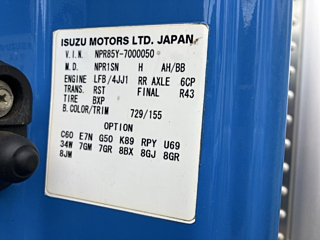 ISUZU MOTORS LTD. JAPAN
V.I.N. NPR85Y-7000050
M.D. NPR1SN H AH/BB
ENGINE LFB/4JJ1 RR AXLE 6CP
TRANS. RST FINAL R43
TIRE BXP
B.COLOR/TRIM 729/155
OPTION
C60 E7N G50 K89 RPY U69
34W 7GM 7GR 8BX 8GJ 8GR
8JM